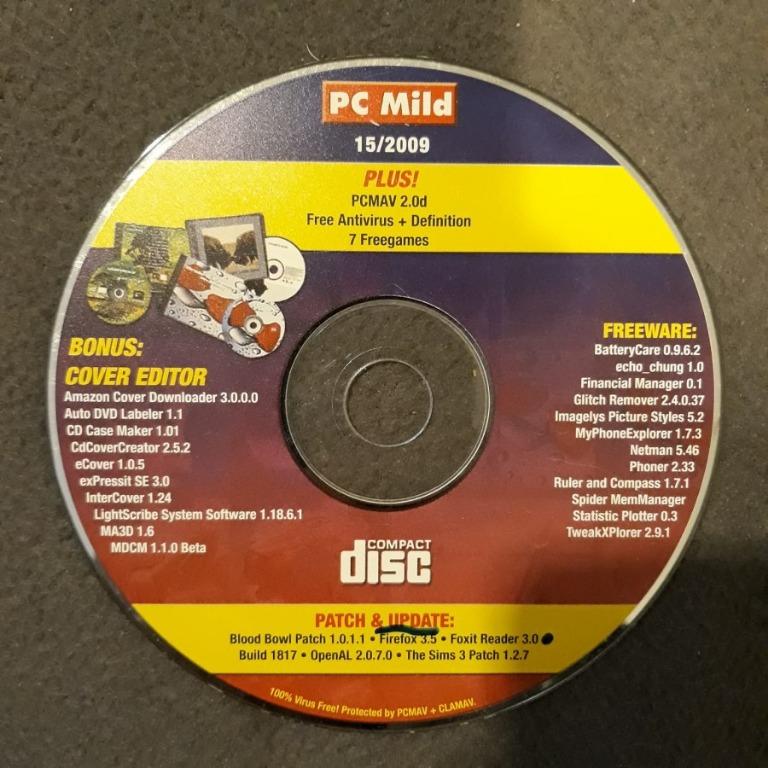 PC Mild
15/2009
PLUS!
PCMAV 2.0d
Free Antivirus + Definition
7 Freegames
BONUS:
COVER EDITOR
Amazon Cover Downloader 3.0.0.0
Auto DVD Labeler 1.1
CD Case Maker 1.01
CdCoverCreator 2.5.2
eCover 1.0.5
exPressit SE 3.0
InterCover 1.24
LightScribe System Software 1.18.6.1
MA3D 1.6
MDCM 1.1.0 Beta
FREEWARE:
BatteryCare 0.9.6.2
echo_chung 1.0
Financial Manager 0.1
Glitch Remover 2.4.0.37
Imagelys Picture Styles 5.2
MyPhoneExplorer 1.7.3
Netman 5.46
Phoner 2.33
Ruler and Compass 1.7.1
Spider MemManager
Statistic Plotter 0.3
TweakXPlorer 2.9.1
COMPACT
disc
PATCH & UPDATE:
Blood Bowl Patch 1.0.1.1 • Firefox 3.5 • Foxit Reader 3.0
Build 1817 • OpenAL 2.0.7.0 • The Sims 3 Patch 1.2.7
100% Virus Free! Protected by PCMAV + CLAMAV.